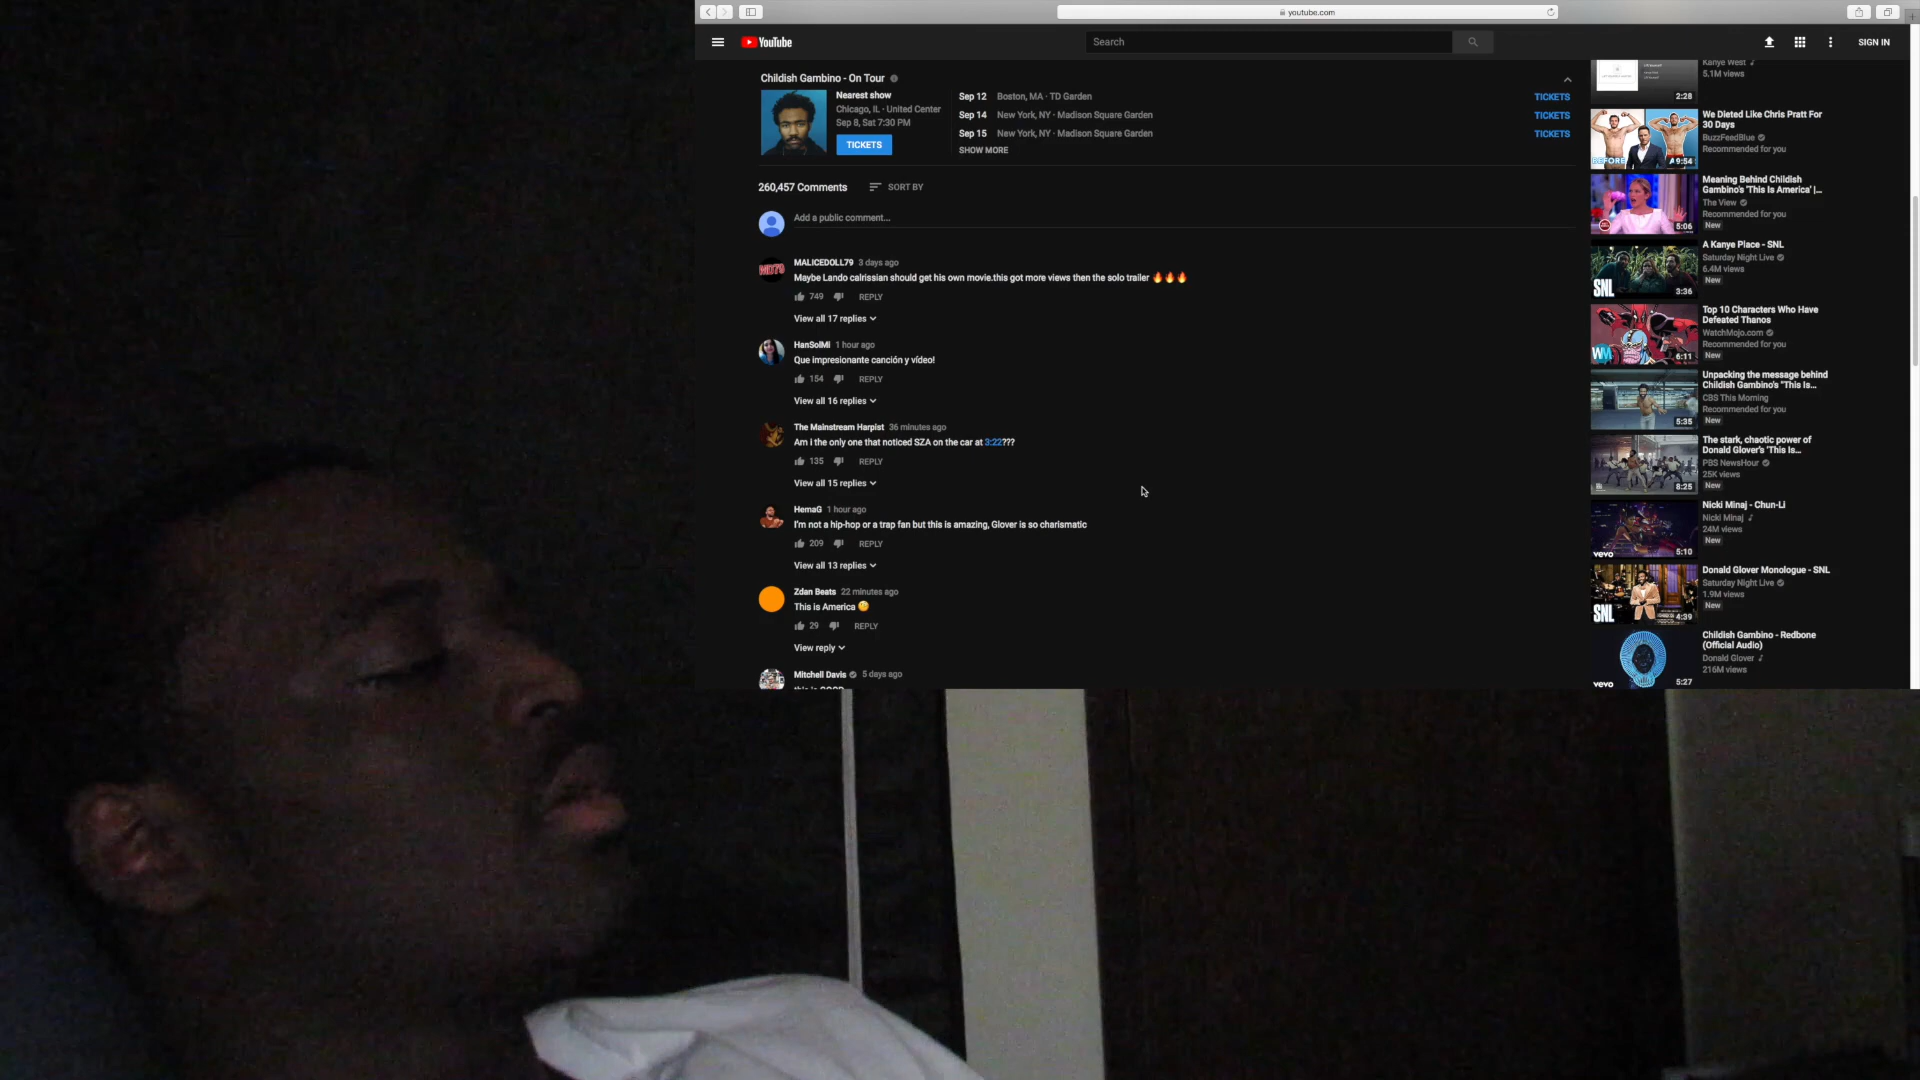 youtube.com
YouTube
Search
SIGN IN
Childish Gambino - On Tour
Nearest show
Chicago, IL · United Center
Sep 8, Sat 7:30 PM
TICKETS
Sep 12 Boston, MA · TD Garden TICKETS
Sep 14 New York, NY · Madison Square Garden TICKETS
Sep 15 New York, NY · Madison Square Garden TICKETS
SHOW MORE
260,457 Comments SORT BY
Add a public comment...
MALICEDOLL79 3 days ago
Maybe Lando calrissian should get his own movie.this got more views then the solo trailer 🔥🔥🔥
749 REPLY
View all 17 replies
HanSolMi 1 hour ago
Que impresionante canción y vídeo!
154 REPLY
View all 16 replies
The Mainstream Harpist 36 minutes ago
Am i the only one that noticed SZA on the car at 3:22???
135 REPLY
View all 15 replies
HemaG 1 hour ago
I'm not a hip-hop or a trap fan but this is amazing, Glover is so charismatic
209 REPLY
View all 13 replies
Zdan Beats 22 minutes ago
This is America
29 REPLY
View reply
Mitchell Davis 5 days ago
this is GOOD
Kanye West
5.1M views
2:28
We Dieted Like Chris Pratt For
30 Days
BuzzFeedBlue
Recommended for you
BEFORE
9:54
Meaning Behind Childish
Gambino's 'This Is America' |...
The View
Recommended for you
New
5:06
A Kanye Place - SNL
Saturday Night Live
6.4M views
New
SNL
3:36
Top 10 Characters Who Have
Defeated Thanos
WatchMojo.com
Recommended for you
New
6:11
Unpacking the message behind
Childish Gambino's "This Is...
CBS This Morning
Recommended for you
5:35
The stark, chaotic power of
Donald Glover's 'This Is...
PBS NewsHour
25K views
New
8:25
Nicki Minaj - Chun-Li
Nicki Minaj
24M views
New
vevo
5:10
Donald Glover Monologue - SNL
Saturday Night Live
1.9M views
New
SNL
4:39
Childish Gambino - Redbone
(Official Audio)
Donald Glover
216M views
vevo
5:27